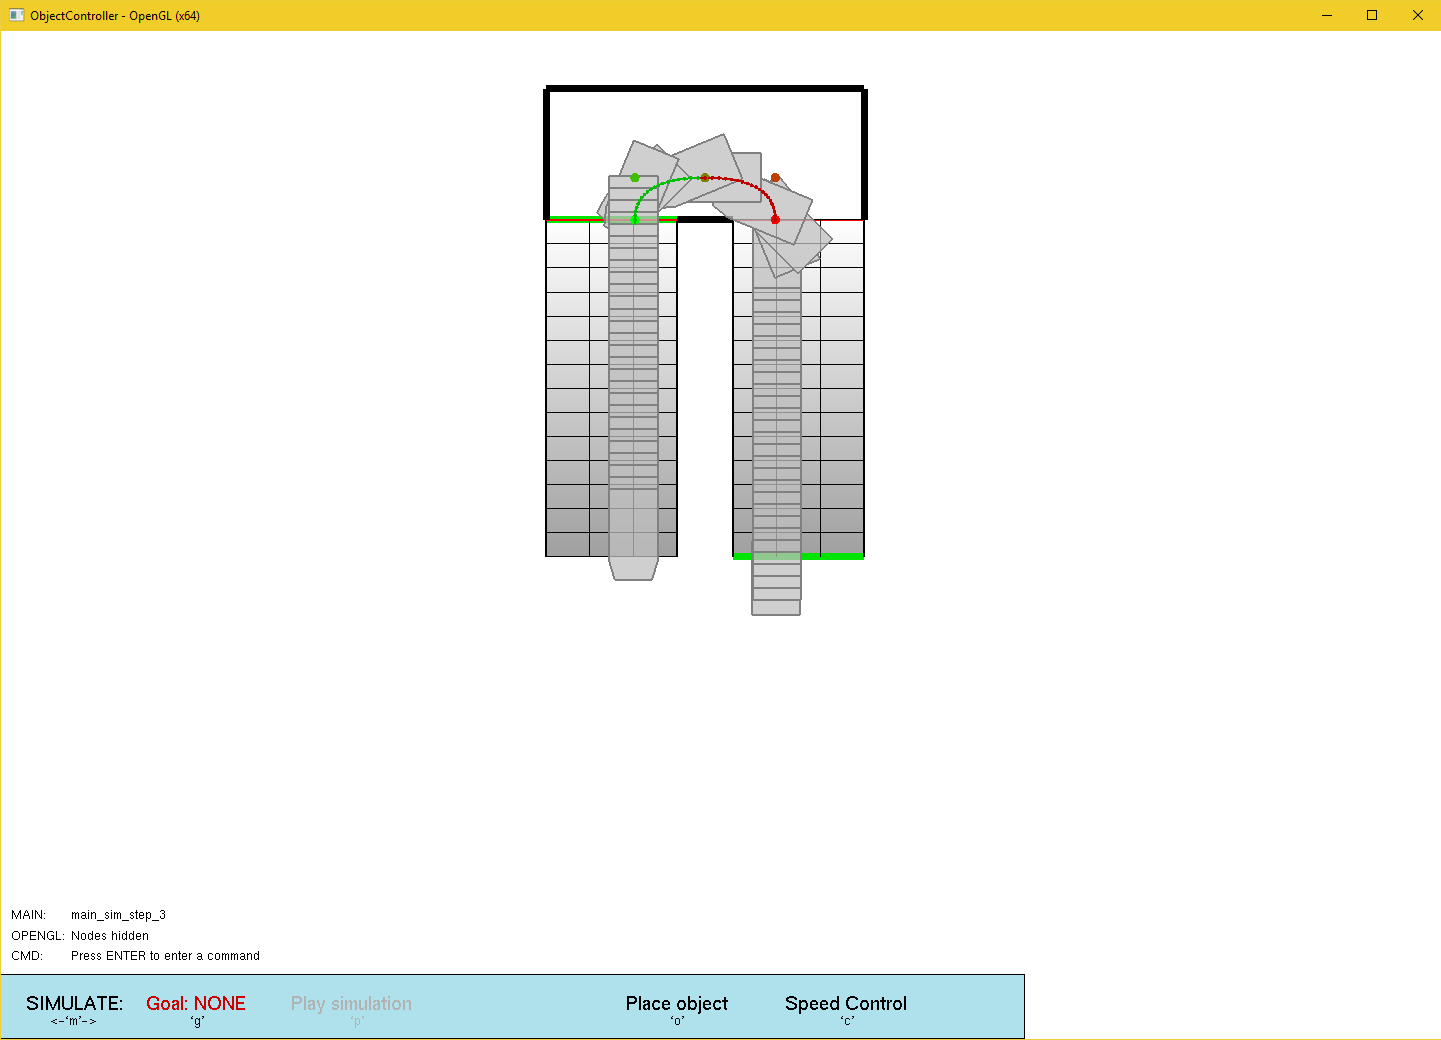 ObjectController - OpenGL (x64)
MAIN: main_sim_step_3
OPENGL: Nodes hidden
CMD: Press ENTER to enter a command
SIMULATE: Goal: NONE Play simulation Place object Speed Control
<-'m'-> 'g' 'p' 'o' 'c'